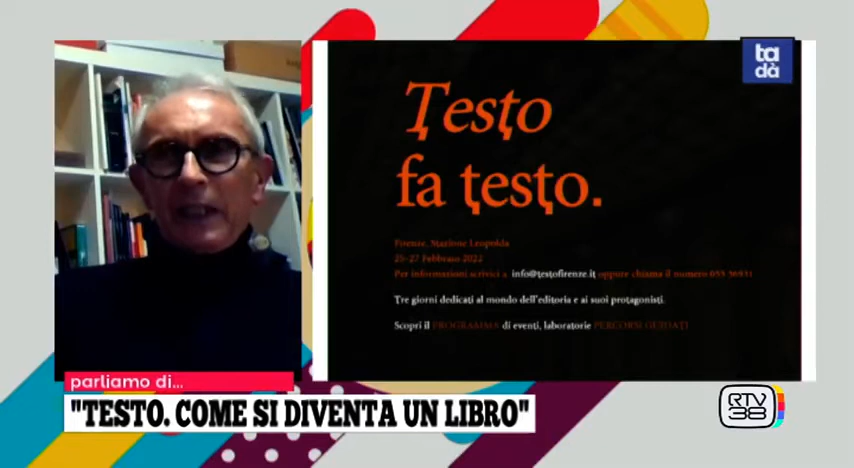 ta
dà
Testo
fa testo.
Firenze, Stazione Leopolda
25–27 Febbraio 2022
Per informazioni scrivici a info@testofirenze.it oppure chiama il numero 055 36931
Tre giorni dedicati al mondo dell'editoria e ai suoi protagonisti.
Scopri il PROGRAMMA di eventi, laboratori e PERCORSI GUIDATI
parliamo di...
"TESTO. COME SI DIVENTA UN LIBRO"
RTV
38